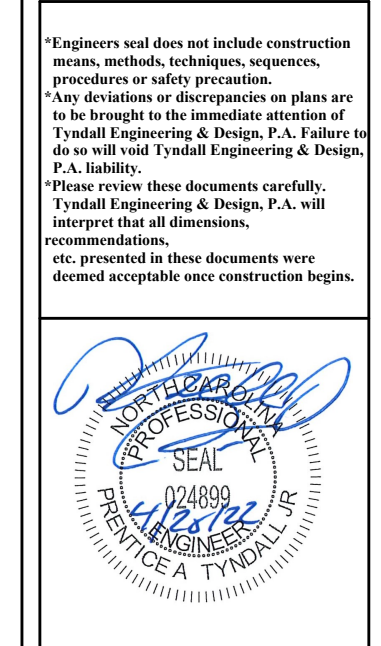 *Engineers seal does not include construction
means, methods, techniques, sequences,
procedures or safety precaution.
*Any deviations or discrepancies on plans are
to be brought to the immediate attention of
Tyndall Engineering & Design, P.A. Failure to
do so will void Tyndall Engineering & Design,
P.A. liability.
*Please review these documents carefully.
Tyndall Engineering & Design, P.A. will
interpret that all dimensions,
recommendations,
etc. presented in these documents were
deemed acceptable once construction begins.
NORTH CAROLINA
PROFESSIONAL
SEAL
024899
ENGINEER
PRENTICE A TYNDALL JR